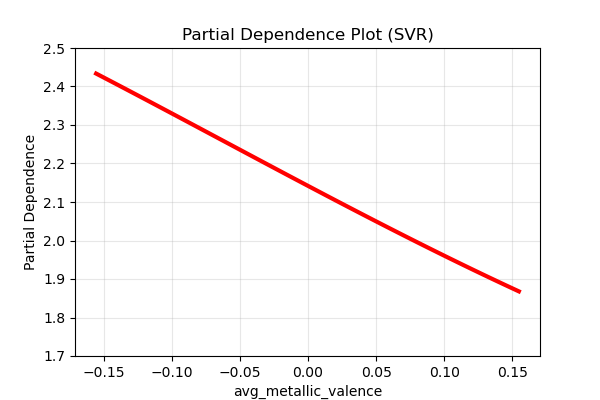 Partial Dependence Plot (SVR)
2.5
2.4
2.3
2.2
2.1
2.0
1.9
1.8
1.7
Partial Dependence
−0.15 −0.10 −0.05 0.00 0.05 0.10 0.15
avg_metallic_valence